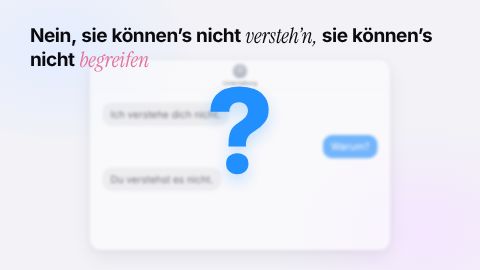 Nein, sie können’s nicht versteh’n, sie können’s
nicht begreifen
?
Ich verstehe dich nicht.
Warum?
Du verstehst es nicht.